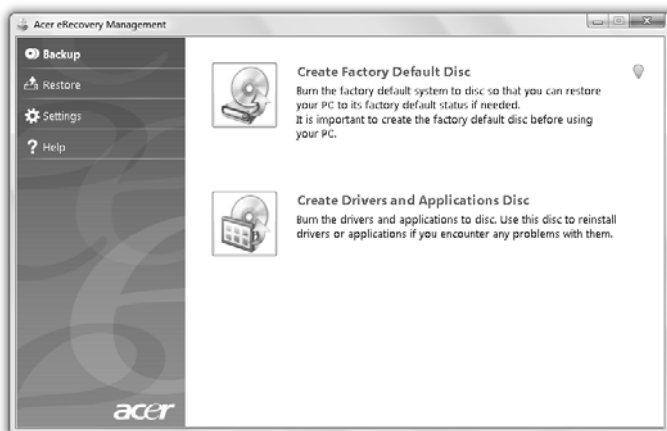 Acer eRecovery Management
Backup
Restore
Settings
? Help
Create Factory Default Disc
Burn the factory default system to disc so that you can restore
your PC to its factory default status if needed.
It is important to create the factory default disc before using
your PC.
Create Drivers and Applications Disc
Burn the drivers and applications to disc. Use this disc to reinstall
drivers or applications if you encounter any problems with them.
acer